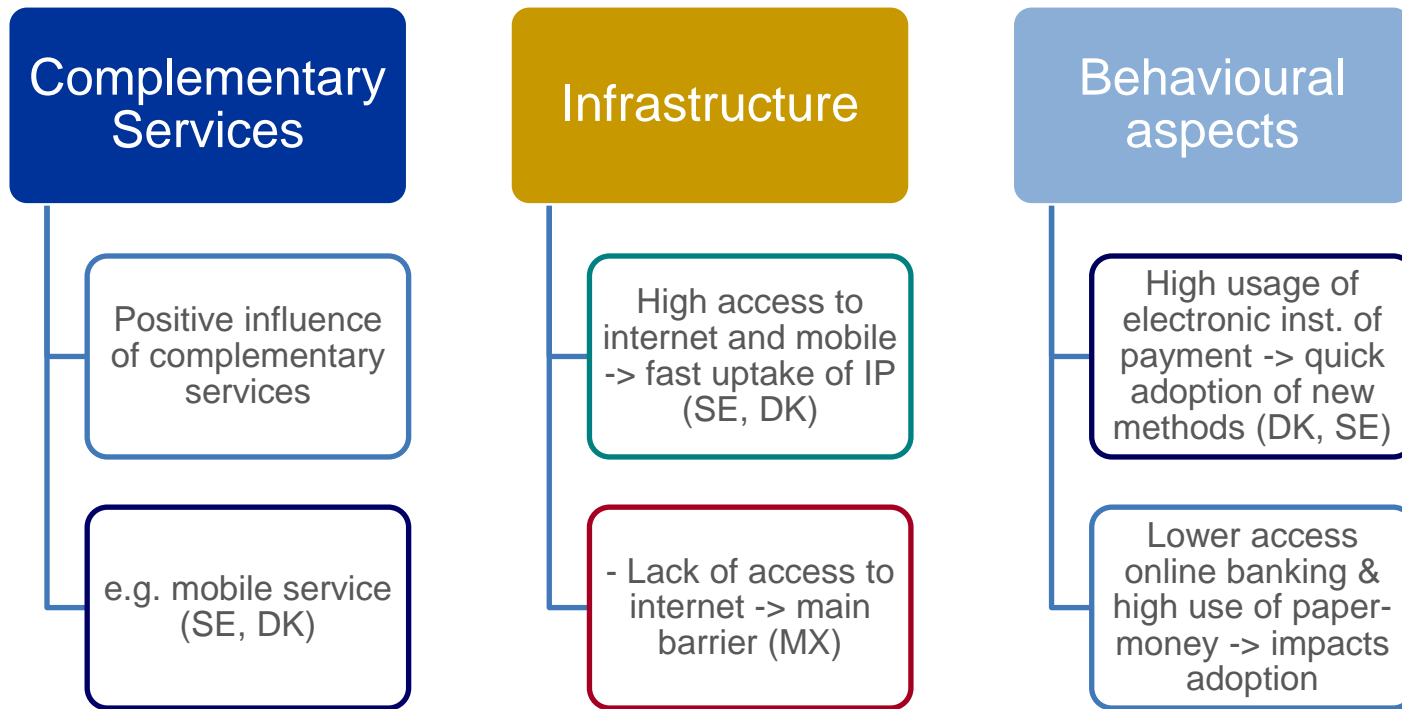 Complementary
Services
Positive influence
of complementary
services
e.g. mobile service
(SE, DK)
Infrastructure
High access to
internet and mobile
-> fast uptake of IP
(SE, DK)
- Lack of access to
internet -> main
barrier (MX)
Behavioural
aspects
High usage of
electronic inst. of
payment -> quick
adoption of new
methods (DK, SE)
Lower access
online banking &
high use of paper-
money -> impacts
adoption